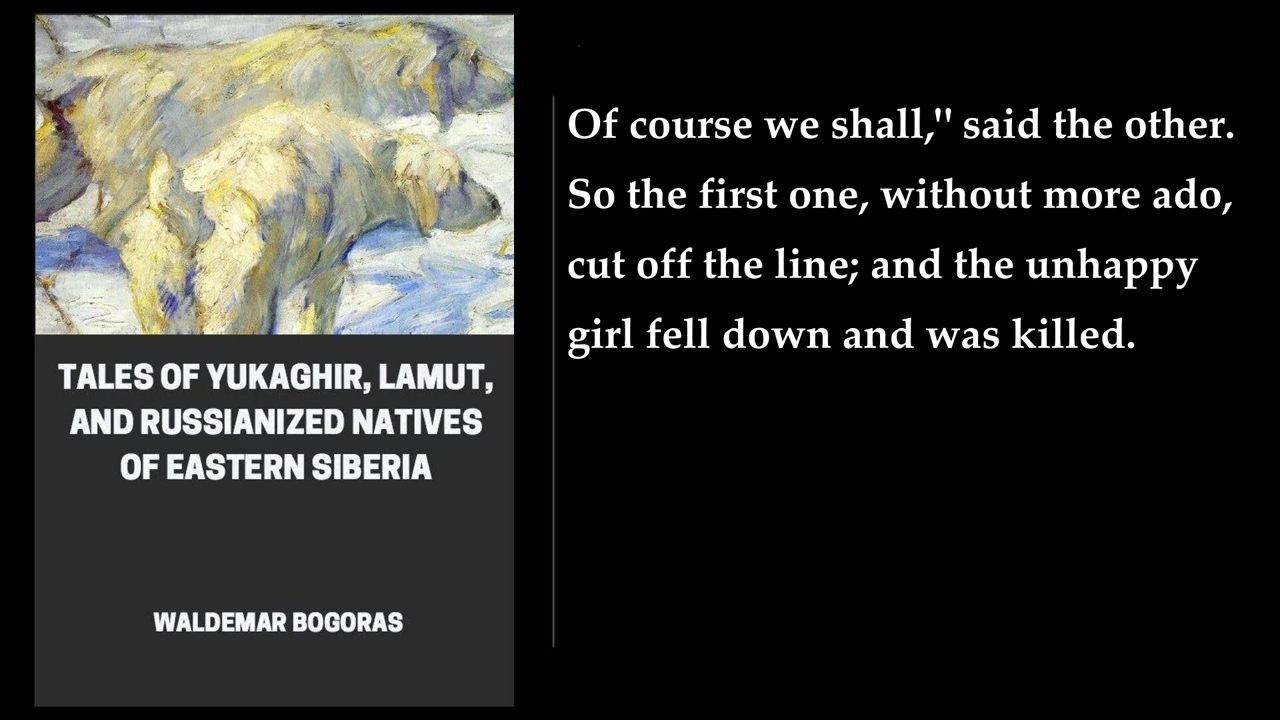 TALES OF YUKAGHIR, LAMUT,
AND RUSSIANIZED NATIVES
OF EASTERN SIBERIA
WALDEMAR BOGORAS
Of course we shall," said the other.
So the first one, without more ado,
cut off the line; and the unhappy
girl fell down and was killed.